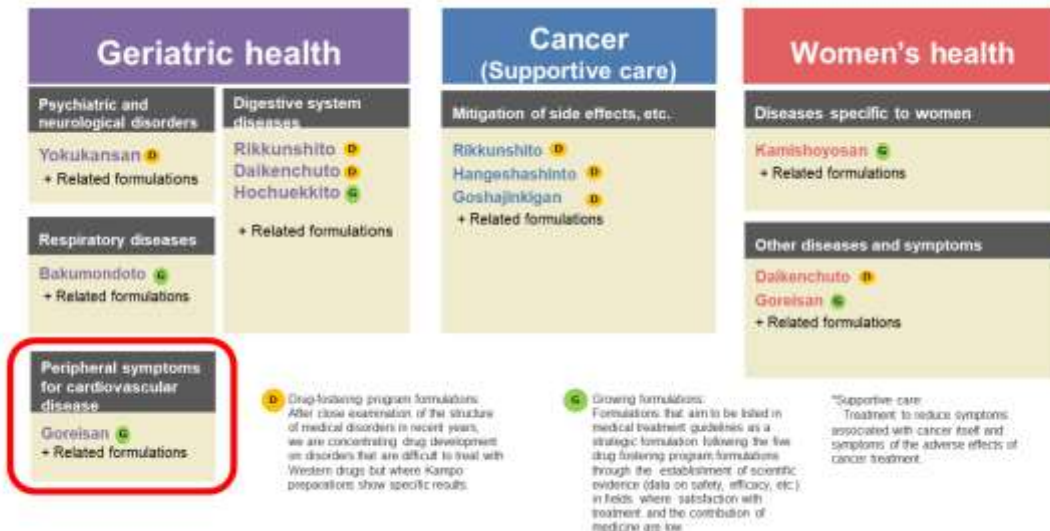 Geriatric health
Psychiatric and
neurological disorders
Yokukansan D
+ Related formulations
Respiratory diseases
Bakumondoto G
+ Related formulations
Peripheral symptoms
for cardiovascular
disease
Goreisan G
+ Related formulations
Digestive system
diseases
Rikkunshito D
Daikenchuto D
Hochuekkito G
+ Related formulations
Cancer
(Supportive care)
Mitigation of side effects, etc.
Rikkunshito D
Hangeshashinto D
Goshajinkigan D
+ Related formulations
Women's health
Diseases specific to women
Kamishoyosan G
+ Related formulations
Other diseases and symptoms
Daikenchuto D
Goreisan G
+ Related formulations
D Drug-fostering program formulations:
After close examination of the structure
of medical disorders in recent years,
we are concentrating drug development
on disorders that are difficult to treat with
Western drugs but where Kampo
preparations show specific results.
G Growing formulations:
Formulations that aim to be listed in
medical treatment guidelines as a
strategic formulation following the five
drug fostering program formulations
through the establishment of scientific
evidence (data on safety, efficacy, etc.)
in fields where satisfaction with
treatment and the contribution of
medicine are low
*Supportive care
Treatment to reduce symptoms
associated with cancer itself and
symptoms of the adverse effects of
cancer treatment.